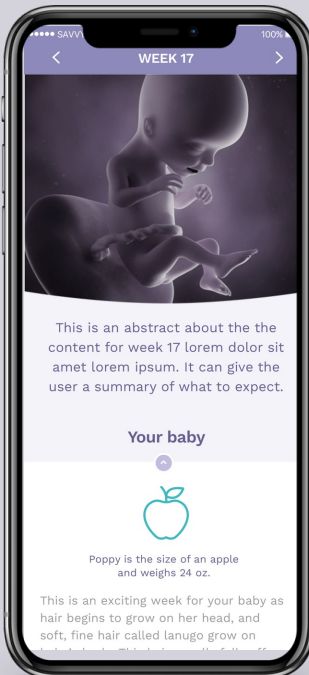 SAVVY
100%
WEEK 17
This is an abstract about the the
content for week 17 lorem dolor sit
amet lorem ipsum. It can give the
user a summary of what to expect.
Your baby
Poppy is the size of an apple
and weighs 24 oz.
This is an exciting week for your baby as
hair begins to grow on her head, and
soft, fine hair called lanugo grow on